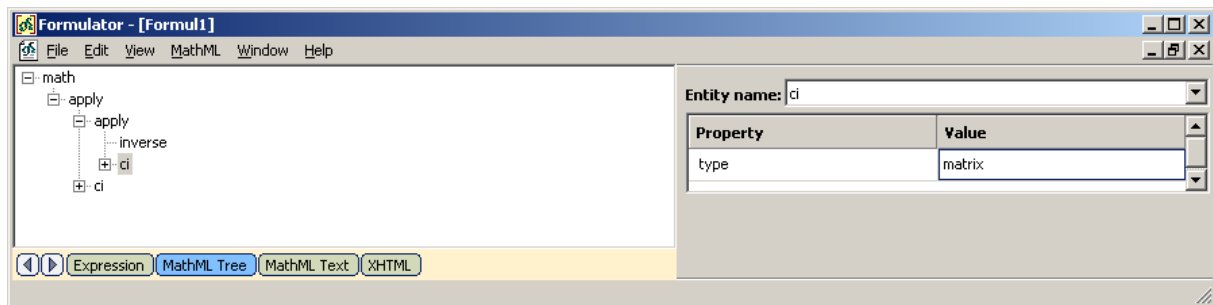 Formulator - [Formul1]
File Edit View MathML Window Help
math
apply
apply
inverse
ci
ci
Entity name: ci
Property Value
type matrix
Expression MathML Tree MathML Text XHTML